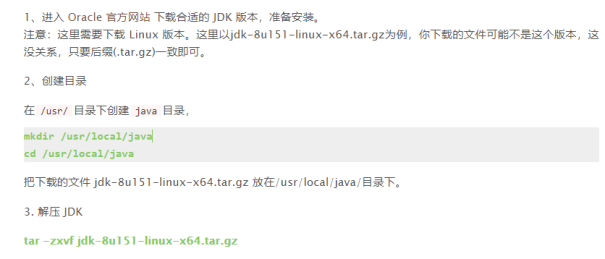 1、进入 Oracle 官方网站 下载合适的 JDK 版本，准备安装。
注意：这里需要下载 Linux 版本。这里以jdk-8u151-linux-x64.tar.gz为例，你下载的文件可能不是这个版本，这
没关系，只要后缀(.tar.gz)一致即可。
2、创建目录
在 /usr/ 目录下创建 java 目录，
mkdir /usr/local/java
cd /usr/local/java
把下载的文件 jdk-8u151-linux-x64.tar.gz 放在/usr/local/java/目录下。
3. 解压 JDK
tar -zxvf jdk-8u151-linux-x64.tar.gz